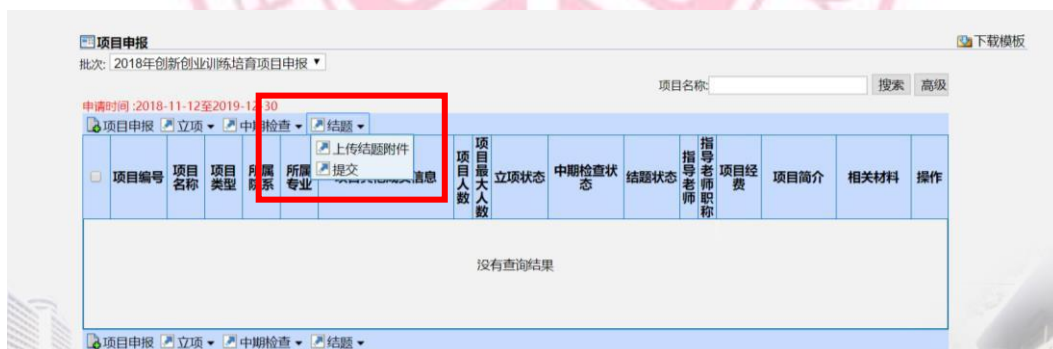 项目申报
下载模板
批次: 2018年创新创业训练培育项目申报
项目名称: 搜索 高级
申请时间 :2018-11-12至2019-12-30
项目申报 立项 中期检查 结题
上传结题附件
提交
项目编号 项目名称 项目类型 所属院系 所属专业 信息 项目人数 项目最大人数 立项状态 中期检查状态 结题状态 指导老师 指导老师职称 项目经费 项目简介 相关材料 操作
没有查询结果
项目申报 立项 中期检查 结题